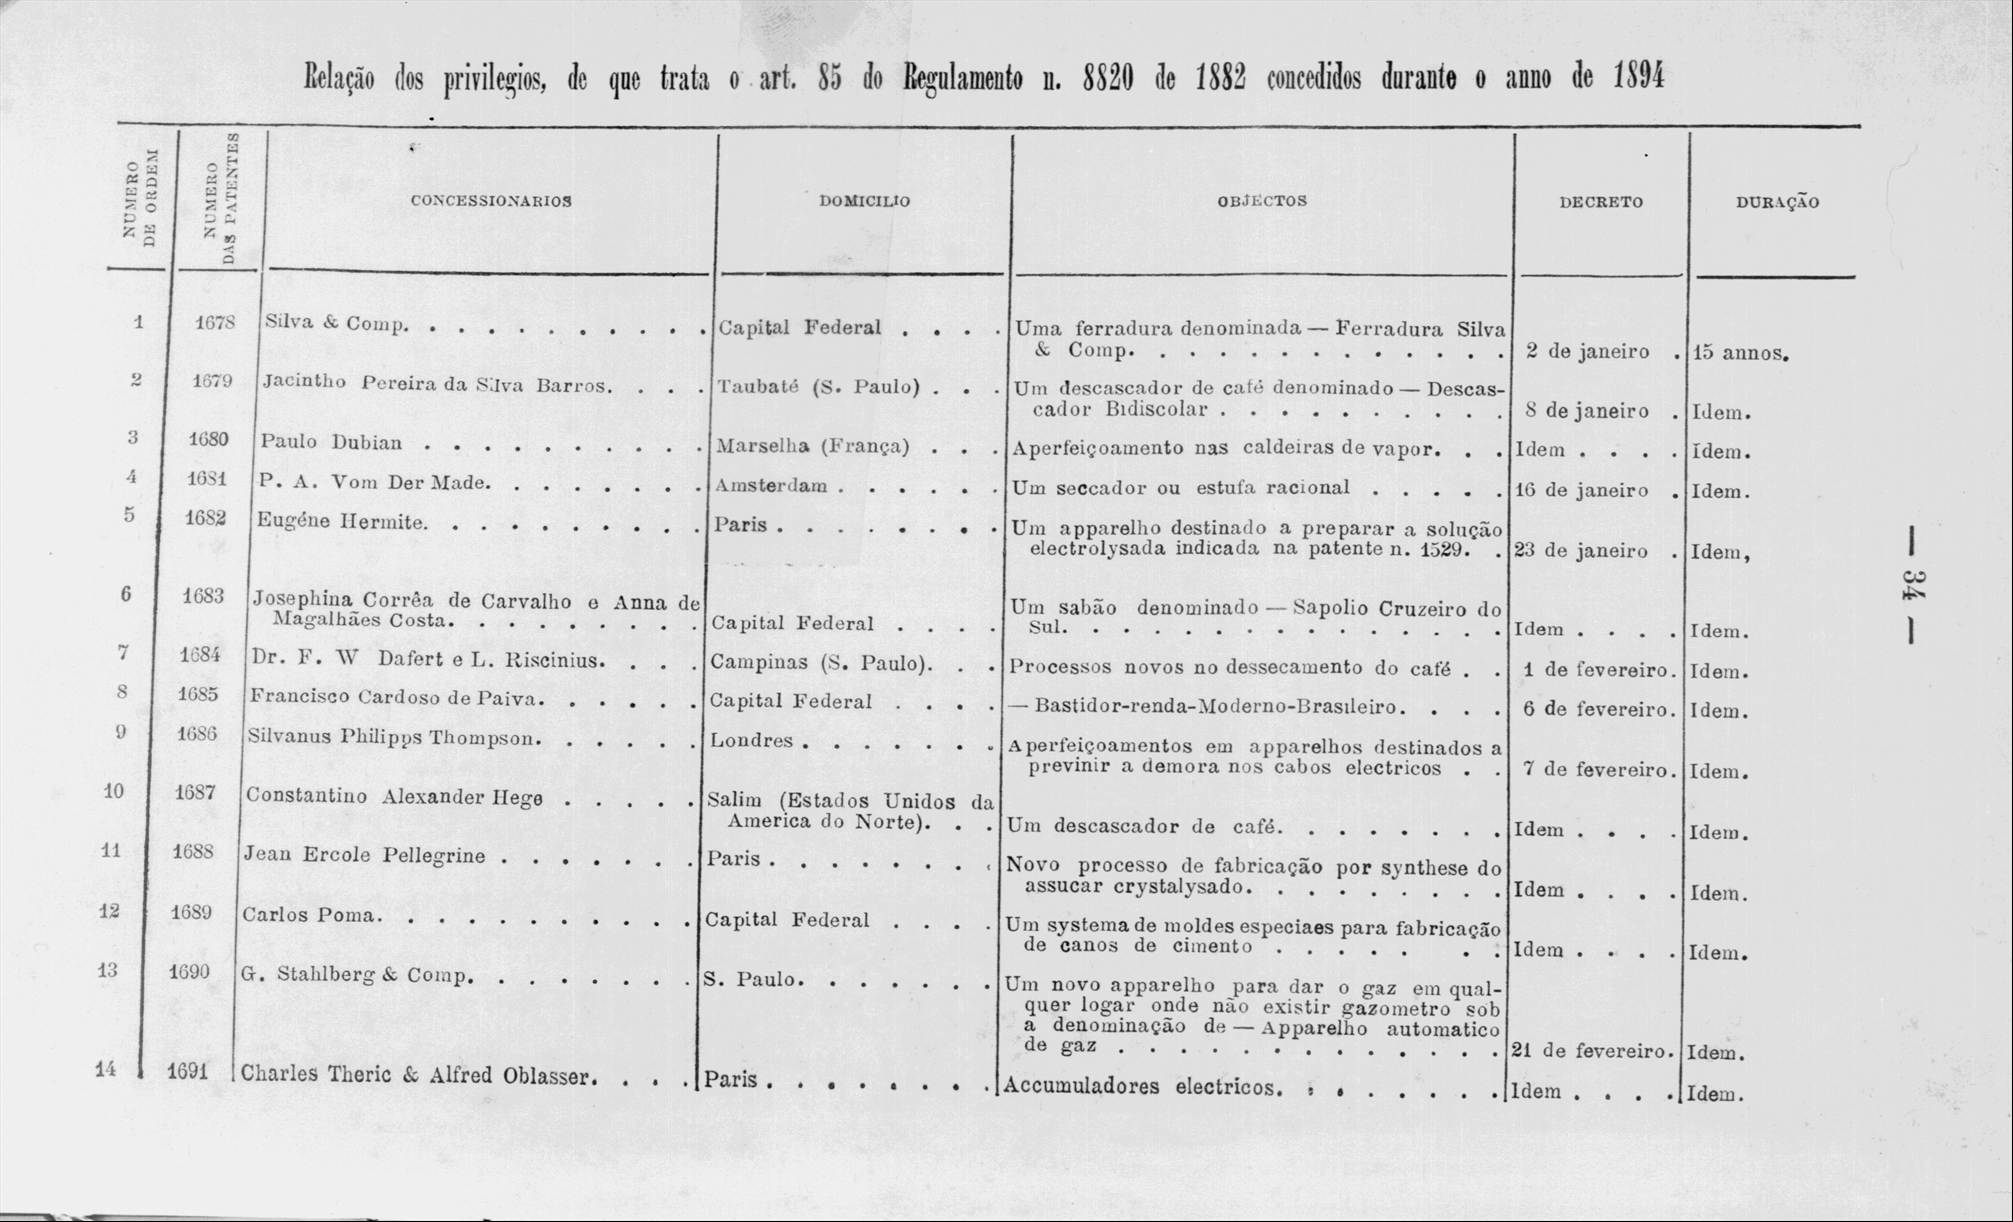 Relação dos privilegios, de que trata o art. 85 do Regulamento n. 8820 de 1882 concedidos durante o anno de 1894
NUMERO DE ORDEM
NUMERO DAS PATENTES
CONCESSIONARIOS
DOMICILIO
OBJECTOS
DECRETO
DURAÇÃO
1 1678 Silva & Comp. . . . . . . . . . . Capital Federal . . . . Uma ferradura denominada — Ferradura Silva
& Comp. . . . . . . . . . . . . 2 de janeiro . 15 annos.
2 1679 Jacintho Pereira da Silva Barros. . . . Taubaté (S. Paulo) . . . Um descascador de café denominado — Descas-
cador Bidiscolar . . . . . . . . . . 8 de janeiro . Idem.
3 1680 Paulo Dubian . . . . . . . . . . Marselha (França) . . . Aperfeiçoamento nas caldeiras de vapor. . . Idem . . . . Idem.
4 1681 P. A. Vom Der Made. . . . . . . . Amsterdam . . . . . . Um seccador ou estufa racional . . . . . 16 de janeiro . Idem.
5 1682 Eugéne Hermite. . . . . . . . . . Paris . . . . . . . . Um apparelho destinado a preparar a solução
electrolysada indicada na patente n. 1529. . 23 de janeiro . Idem,
6 1683 Josephina Corrêa de Carvalho e Anna de
Magalhães Costa. . . . . . . . . Capital Federal . . . . Um sabão denominado — Sapolio Cruzeiro do
Sul. . . . . . . . . . . . . . . Idem . . . . Idem.
7 1684 Dr. F. W Dafert e L. Riscinius. . . . Campinas (S. Paulo). . . Processos novos no dessecamento do café . . 1 de fevereiro. Idem.
8 1685 Francisco Cardoso de Paiva. . . . . . Capital Federal . . . . — Bastidor-renda-Moderno-Brasileiro. . . . 6 de fevereiro. Idem.
9 1686 Silvanus Philipps Thompson. . . . . . Londres . . . . . . . Aperfeiçoamentos em apparelhos destinados a
previnir a demora nos cabos electricos . . 7 de fevereiro. Idem.
10 1687 Constantino Alexander Hege . . . . . Salim (Estados Unidos da
America do Norte). . . Um descascador de café. . . . . . . . Idem . . . . Idem.
11 1688 Jean Ercole Pellegrine . . . . . . . Paris . . . . . . . . Novo processo de fabricação por synthese do
assucar crystalysado. . . . . . . . . Idem . . . . Idem.
12 1689 Carlos Poma. . . . . . . . . . . Capital Federal . . . . Um systema de moldes especiaes para fabricação
de canos de cimento . . . . . . . Idem . . . . Idem.
13 1690 G. Stahlberg & Comp. . . . . . . . S. Paulo. . . . . . . Um novo apparelho para dar o gaz em qual-
quer logar onde não existir gazometro sob
a denominação de — Apparelho automatico
de gaz . . . . . . . . . . . . . 21 de fevereiro. Idem.
14 1691 Charles Theric & Alfred Oblasser. . . . Paris . . . . . . . . Accumuladores electricos. . . . . . . . Idem . . . . Idem.
— 34 —